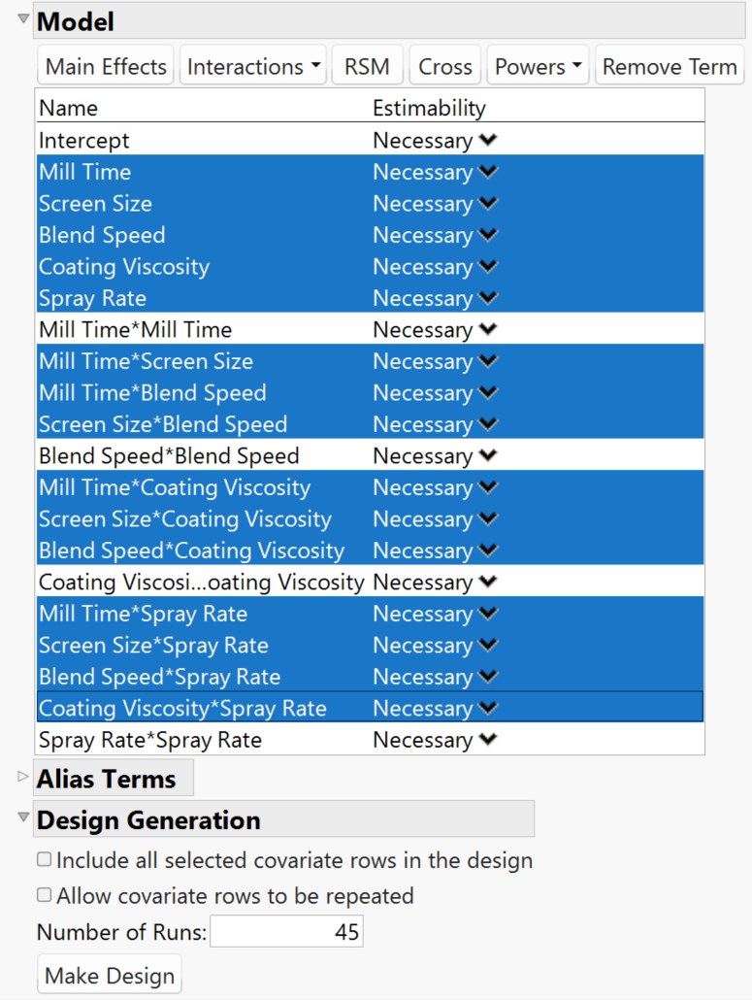 Model
Main Effects Interactions RSM Cross Powers Remove Term
Name Estimability
Intercept Necessary
Mill Time Necessary
Screen Size Necessary
Blend Speed Necessary
Coating Viscosity Necessary
Spray Rate Necessary
Mill Time*Mill Time Necessary
Mill Time*Screen Size Necessary
Mill Time*Blend Speed Necessary
Screen Size*Blend Speed Necessary
Blend Speed*Blend Speed Necessary
Mill Time*Coating Viscosity Necessary
Screen Size*Coating Viscosity Necessary
Blend Speed*Coating Viscosity Necessary
Coating Viscosi...oating Viscosity Necessary
Mill Time*Spray Rate Necessary
Screen Size*Spray Rate Necessary
Blend Speed*Spray Rate Necessary
Coating Viscosity*Spray Rate Necessary
Spray Rate*Spray Rate Necessary
Alias Terms
Design Generation
Include all selected covariate rows in the design
Allow covariate rows to be repeated
Number of Runs: 45
Make Design